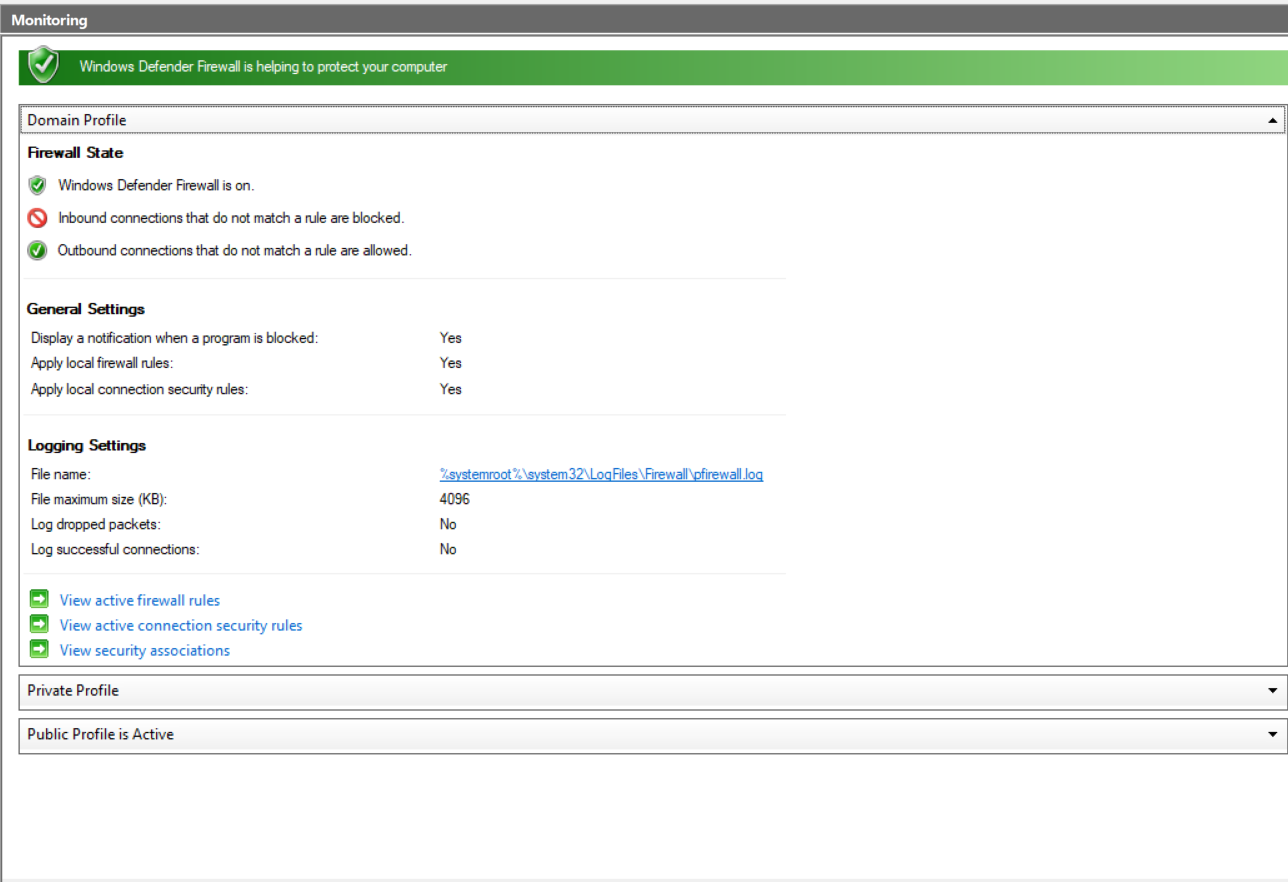 Monitoring
Windows Defender Firewall is helping to protect your computer
Domain Profile
Firewall State
Windows Defender Firewall is on.
Inbound connections that do not match a rule are blocked.
Outbound connections that do not match a rule are allowed.
General Settings
Display a notification when a program is blocked: Yes
Apply local firewall rules: Yes
Apply local connection security rules: Yes
Logging Settings
File name: %systemroot%\system32\LogFiles\Firewall\pfirewall.log
File maximum size (KB): 4096
Log dropped packets: No
Log successful connections: No
View active firewall rules
View active connection security rules
View security associations
Private Profile
Public Profile is Active